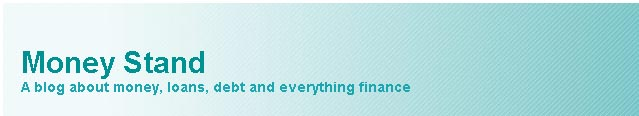 Money Stand
A blog about money, loans, debt and everything finance